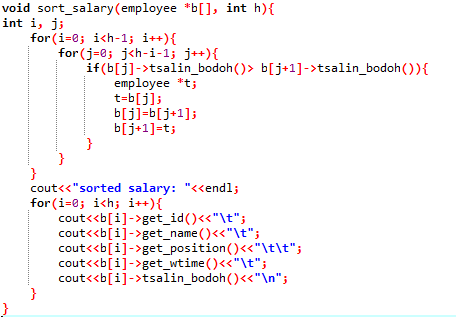 void sort_salary(employee *b[], int h){
int i, j;
    for(i=0; i<h-1; i++){
        for(j=0; j<h-i-1; j++){
            if(b[j]->tsalin_bodoh()> b[j+1]->tsalin_bodoh()){
                employee *t;
                t=b[j];
                b[j]=b[j+1];
                b[j+1]=t;
            }
        }
    }
    cout<<"sorted salary: "<<endl;
    for(i=0; i<h; i++){
        cout<<b[i]->get_id()<<"\t";
        cout<<b[i]->get_name()<<"\t";
        cout<<b[i]->get_position()<<"\t\t";
        cout<<b[i]->get_wtime()<<"\t";
        cout<<b[i]->tsalin_bodoh()<<"\n";
    }
}